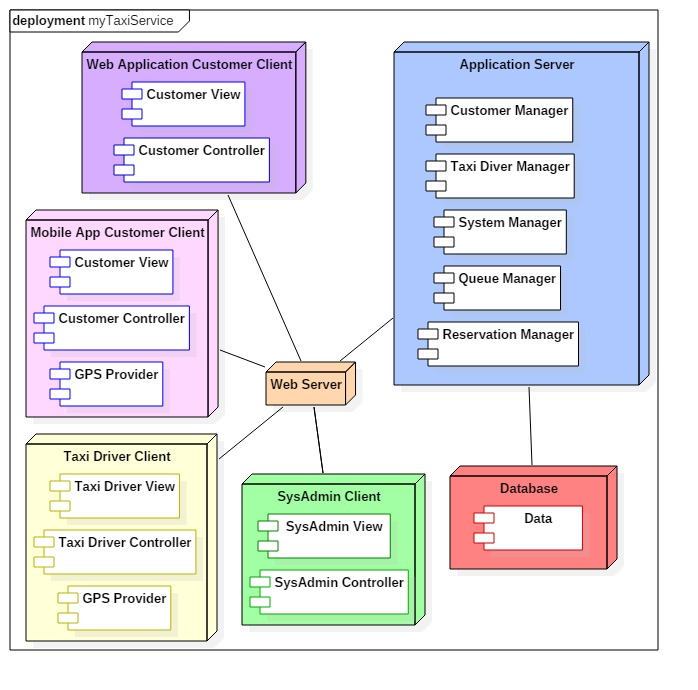 deployment myTaxiService
Web Application Customer Client
Customer View
Customer Controller
Application Server
Customer Manager
Taxi Diver Manager
System Manager
Queue Manager
Reservation Manager
Mobile App Customer Client
Customer View
Customer Controller
GPS Provider
Web Server
Taxi Driver Client
Taxi Driver View
Taxi Driver Controller
GPS Provider
SysAdmin Client
SysAdmin View
SysAdmin Controller
Database
Data